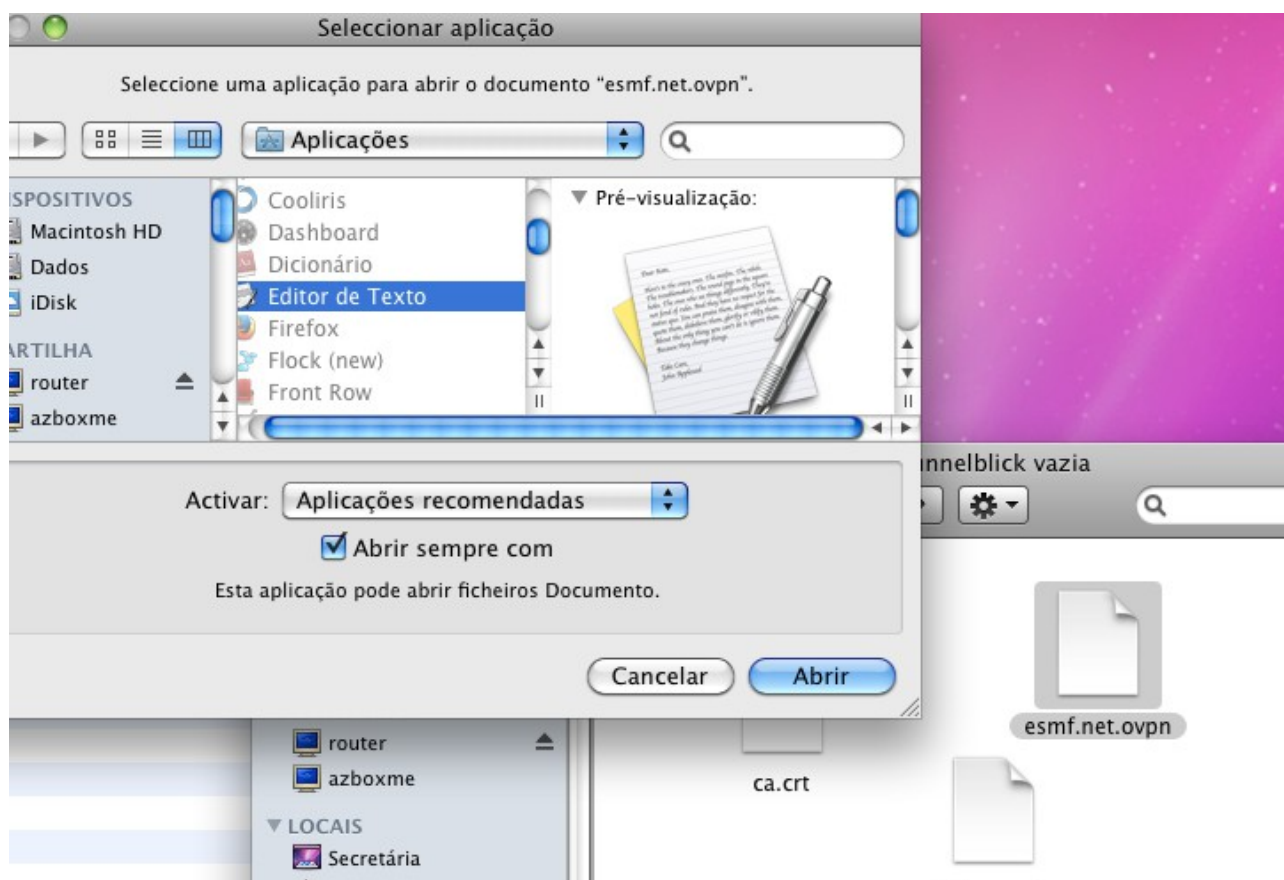 Seleccionar aplicação
Seleccione uma aplicação para abrir o documento “esmf.net.ovpn”.
Aplicações
SPOSITIVOS
Macintosh HD
Dados
iDisk
ARTILHA
router
azboxme
Cooliris
Dashboard
Dicionário
Editor de Texto
Firefox
Flock (new)
Front Row
Pré-visualização:
Activar: Aplicações recomendadas
Abrir sempre com
Esta aplicação pode abrir ficheiros Documento.
Cancelar
Abrir
nnelblick vazia
esmf.net.ovpn
ca.crt
router
azboxme
LOCAIS
Secretária